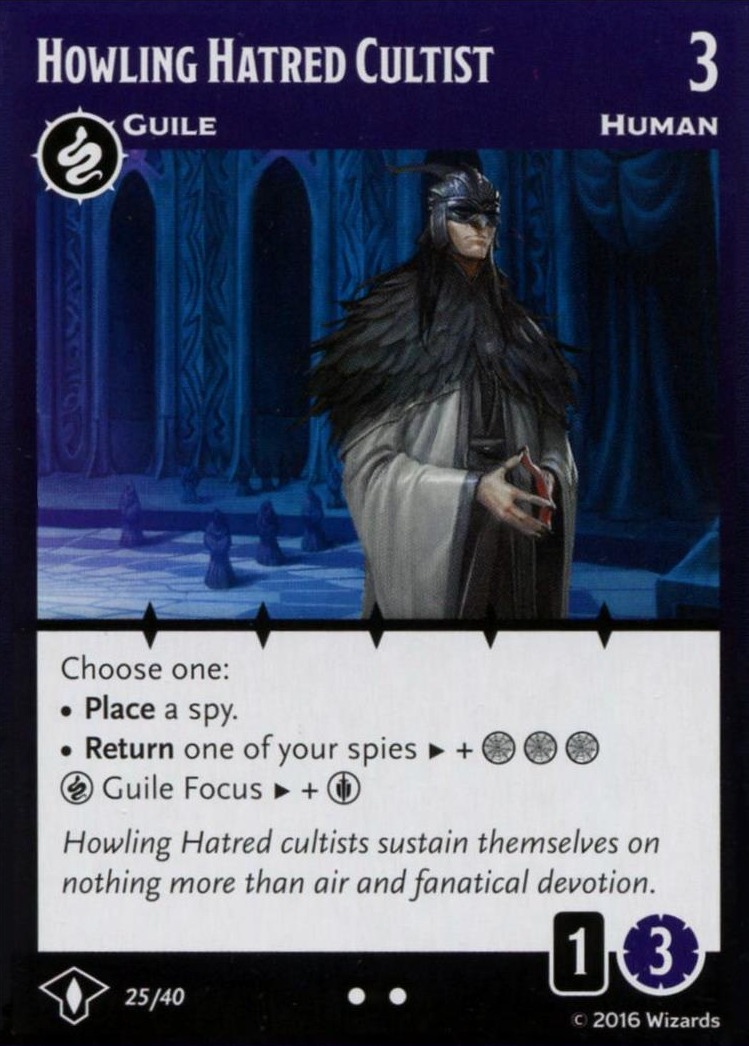 HOWLING HATRED CULTIST 3
GUILE HUMAN
Choose one:
• Place a spy.
• Return one of your spies ▸ +
Guile Focus ▸ +
Howling Hatred cultists sustain themselves on
nothing more than air and fanatical devotion.
1 3
25/40
© 2016 Wizards